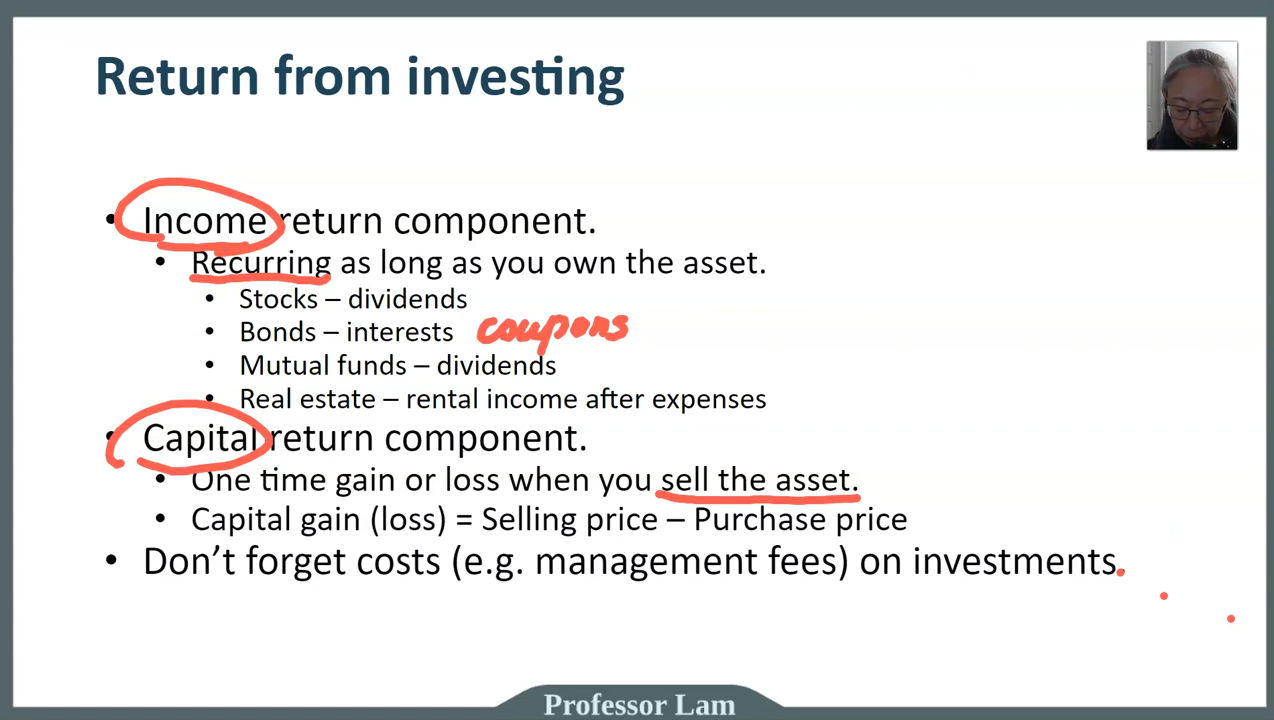 Return from investing
• Income return component.
• Recurring as long as you own the asset.
• Stocks – dividends
• Bonds – interests coupons
• Mutual funds – dividends
• Real estate – rental income after expenses
• Capital return component.
• One time gain or loss when you sell the asset.
• Capital gain (loss) = Selling price – Purchase price
• Don't forget costs (e.g. management fees) on investments.
Professor Lam